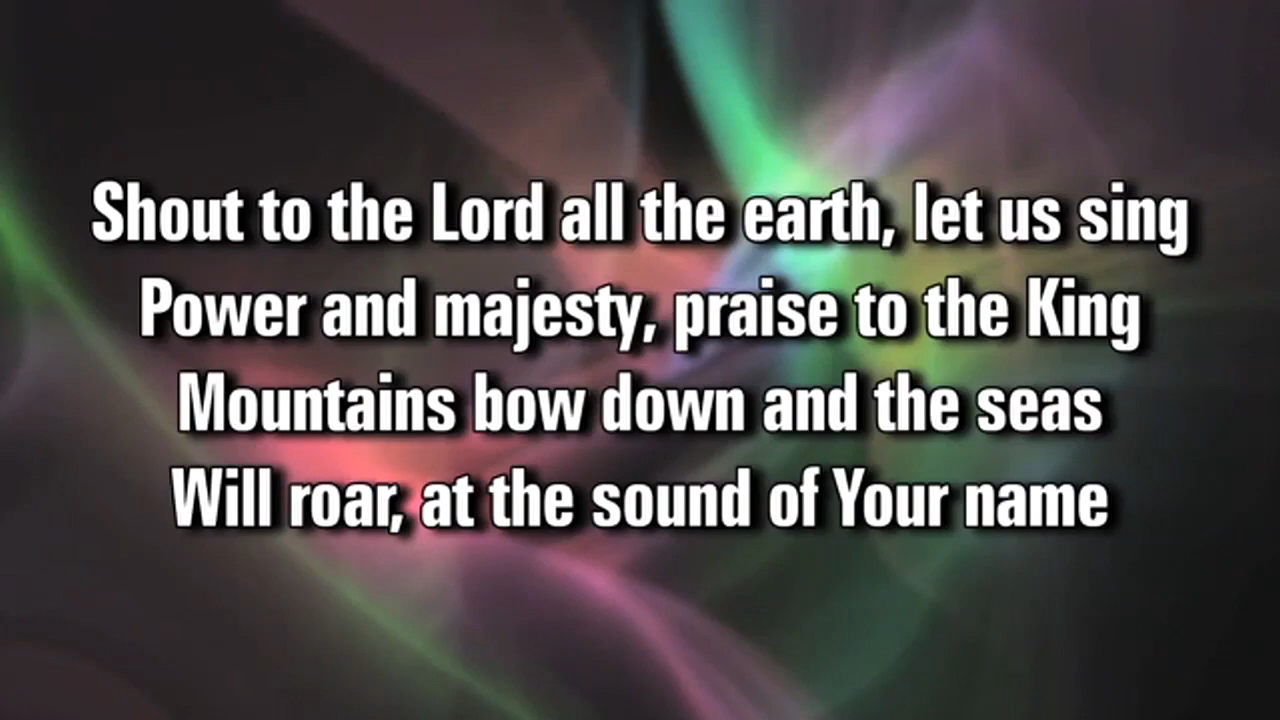 Shout to the Lord all the earth, let us sing
Power and majesty, praise to the King
Mountains bow down and the seas
Will roar, at the sound of Your name